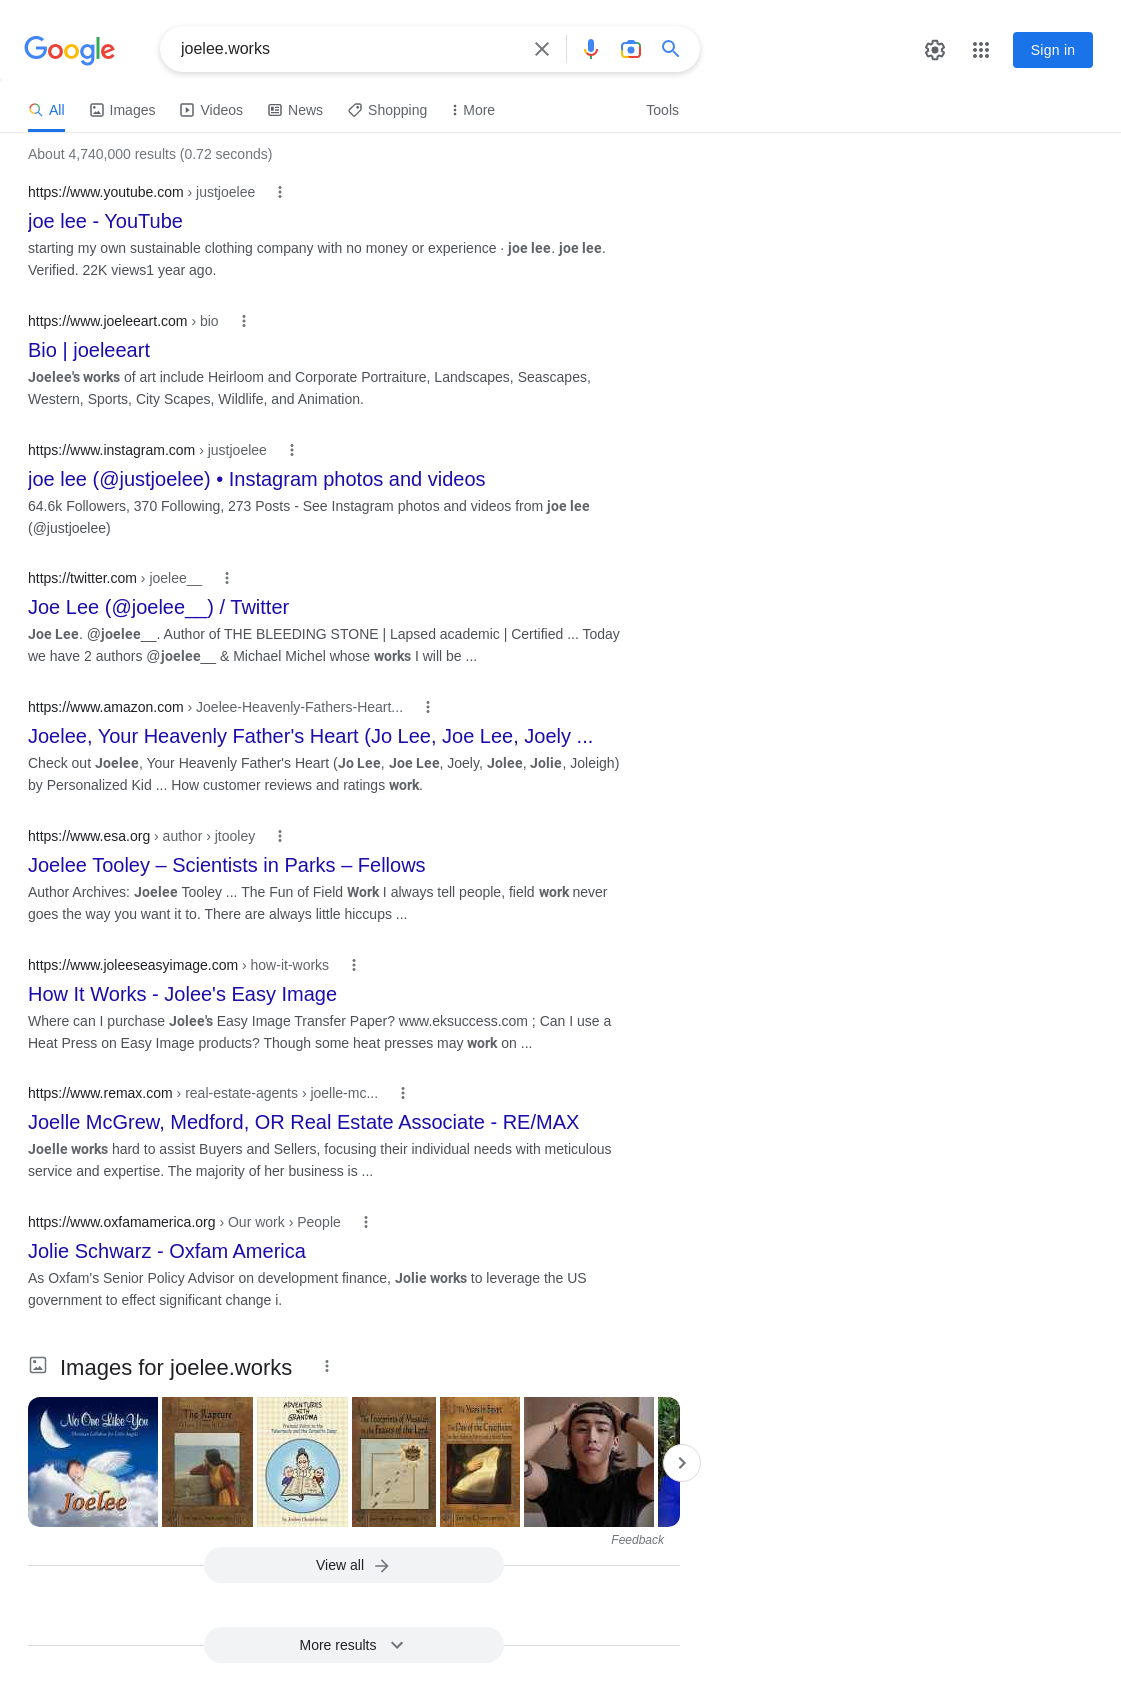 Google
joelee.works
Sign in
All
Images
Videos
News
Shopping
More
Tools
About 4,740,000 results (0.72 seconds)
https://www.youtube.com › justjoelee
joe lee - YouTube
starting my own sustainable clothing company with no money or experience · joe lee. joe lee.
Verified. 22K views1 year ago.
https://www.joeleeart.com › bio
Bio | joeleeart
Joelee's works of art include Heirloom and Corporate Portraiture, Landscapes, Seascapes,
Western, Sports, City Scapes, Wildlife, and Animation.
https://www.instagram.com › justjoelee
joe lee (@justjoelee) • Instagram photos and videos
64.6k Followers, 370 Following, 273 Posts - See Instagram photos and videos from joe lee
(@justjoelee)
https://twitter.com › joelee__
Joe Lee (@joelee__) / Twitter
Joe Lee. @joelee__. Author of THE BLEEDING STONE | Lapsed academic | Certified ... Today
we have 2 authors @joelee__ & Michael Michel whose works I will be ...
https://www.amazon.com › Joelee-Heavenly-Fathers-Heart...
Joelee, Your Heavenly Father's Heart (Jo Lee, Joe Lee, Joely ...
Check out Joelee, Your Heavenly Father's Heart (Jo Lee, Joe Lee, Joely, Jolee, Jolie, Joleigh)
by Personalized Kid ... How customer reviews and ratings work.
https://www.esa.org › author › jtooley
Joelee Tooley – Scientists in Parks – Fellows
Author Archives: Joelee Tooley ... The Fun of Field Work I always tell people, field work never
goes the way you want it to. There are always little hiccups ...
https://www.joleeseasyimage.com › how-it-works
How It Works - Jolee's Easy Image
Where can I purchase Jolee's Easy Image Transfer Paper? www.eksuccess.com ; Can I use a
Heat Press on Easy Image products? Though some heat presses may work on ...
https://www.remax.com › real-estate-agents › joelle-mc...
Joelle McGrew, Medford, OR Real Estate Associate - RE/MAX
Joelle works hard to assist Buyers and Sellers, focusing their individual needs with meticulous
service and expertise. The majority of her business is ...
https://www.oxfamamerica.org › Our work › People
Jolie Schwarz - Oxfam America
As Oxfam's Senior Policy Advisor on development finance, Jolie works to leverage the US
government to effect significant change i.
Images for joelee.works
No One Like You
Joelee
The Rapture
ADVENTURES
WITH
GRANDMA
The Footprints of Messiah
in the Feasts of the Lord
Feedback
View all
More results